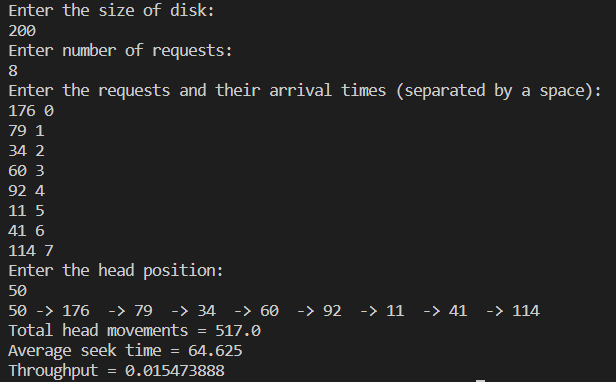 Enter the size of disk:
200
Enter number of requests:
8
Enter the requests and their arrival times (separated by a space):
176 0
79 1
34 2
60 3
92 4
11 5
41 6
114 7
Enter the head position:
50
50 -> 176  -> 79  -> 34  -> 60  -> 92  -> 11  -> 41  -> 114
Total head movements = 517.0
Average seek time = 64.625
Throughput = 0.015473888